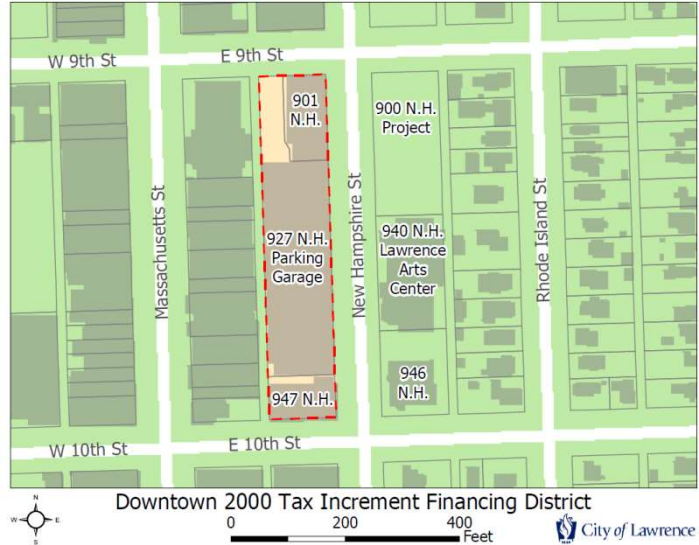 W 9th St
E 9th St
901
N.H.
900 N.H.
Project
Massachusetts St
927 N.H.
Parking
Garage
New Hampshire St
940 N.H.
Lawrence
Arts
Center
Rhode Island St
946
N.H.
947 N.H.
W 10th St
E 10th St
Downtown 2000 Tax Increment Financing District
N
W
E
S
0
200
400
Feet
City of Lawrence